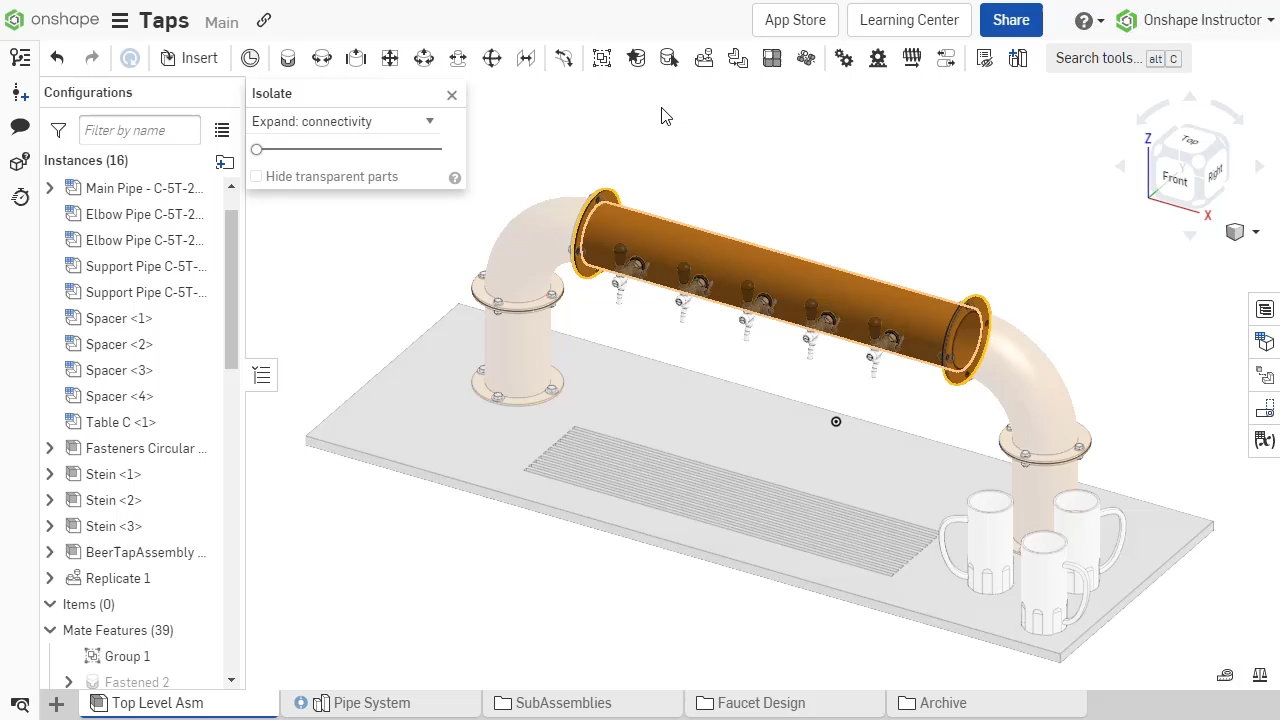 onshape Taps Main App Store Learning Center Share Onshape Instructor
Insert Search tools... alt C
Configurations
Filter by name
Instances (16)
Main Pipe - C-5T-2...
Elbow Pipe C-5T-2...
Elbow Pipe C-5T-2...
Support Pipe C-5T-...
Support Pipe C-5T-...
Spacer <1>
Spacer <2>
Spacer <3>
Spacer <4>
Table C <1>
Fasteners Circular ...
Stein <1>
Stein <2>
Stein <3>
BeerTapAssembly ...
Replicate 1
Items (0)
Mate Features (39)
Group 1
Fastened 2
Isolate
Expand: connectivity
Hide transparent parts
Z
Top
Y
Front
Right
X
Top Level Asm Pipe System SubAssemblies Faucet Design Archive